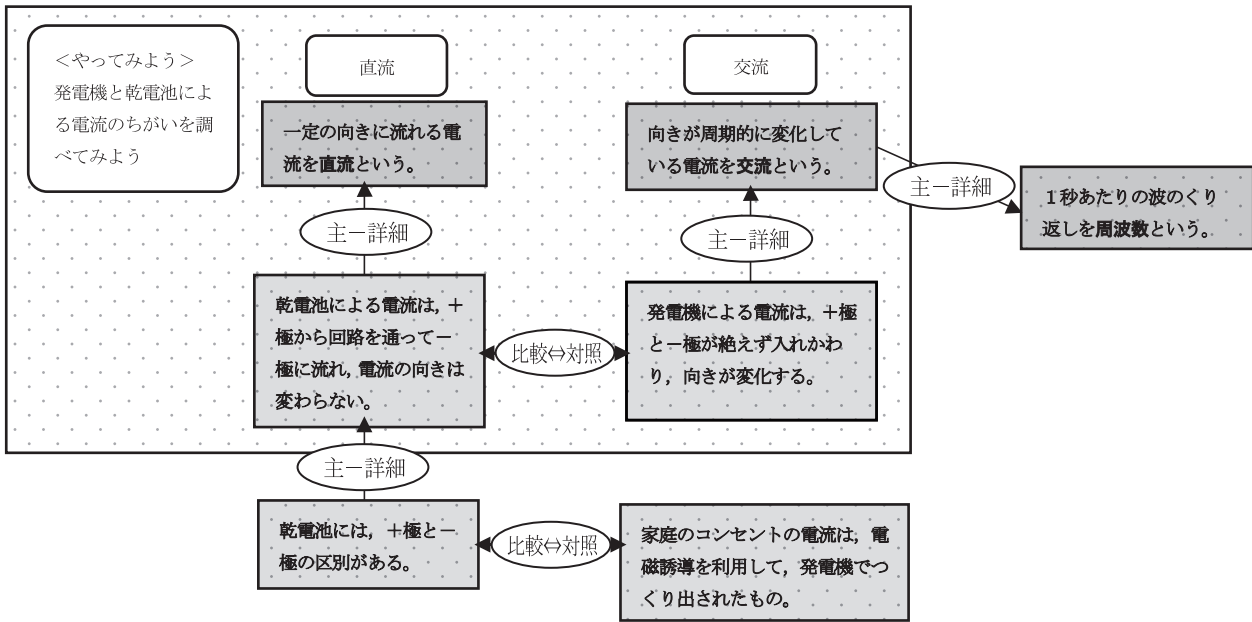 ＜やってみよう＞
発電機と乾電池によ
る電流のちがいを調
べてみよう
直流
交流
一定の向きに流れる電
流を直流という。
向きが周期的に変化して
いる電流を交流という。
主－詳細
１秒あたりの波のくり
返しを周波数という。
主－詳細
主－詳細
乾電池による電流は，＋
極から回路を通って－
極に流れ，電流の向きは
変わらない。
比較⇔対照
発電機による電流は，＋極
と－極が絶えず入れかわ
り，向きが変化する。
主－詳細
乾電池には，＋極と－
極の区別がある。
比較⇔対照
家庭のコンセントの電流は，電
磁誘導を利用して，発電機でつ
くり出されたもの。